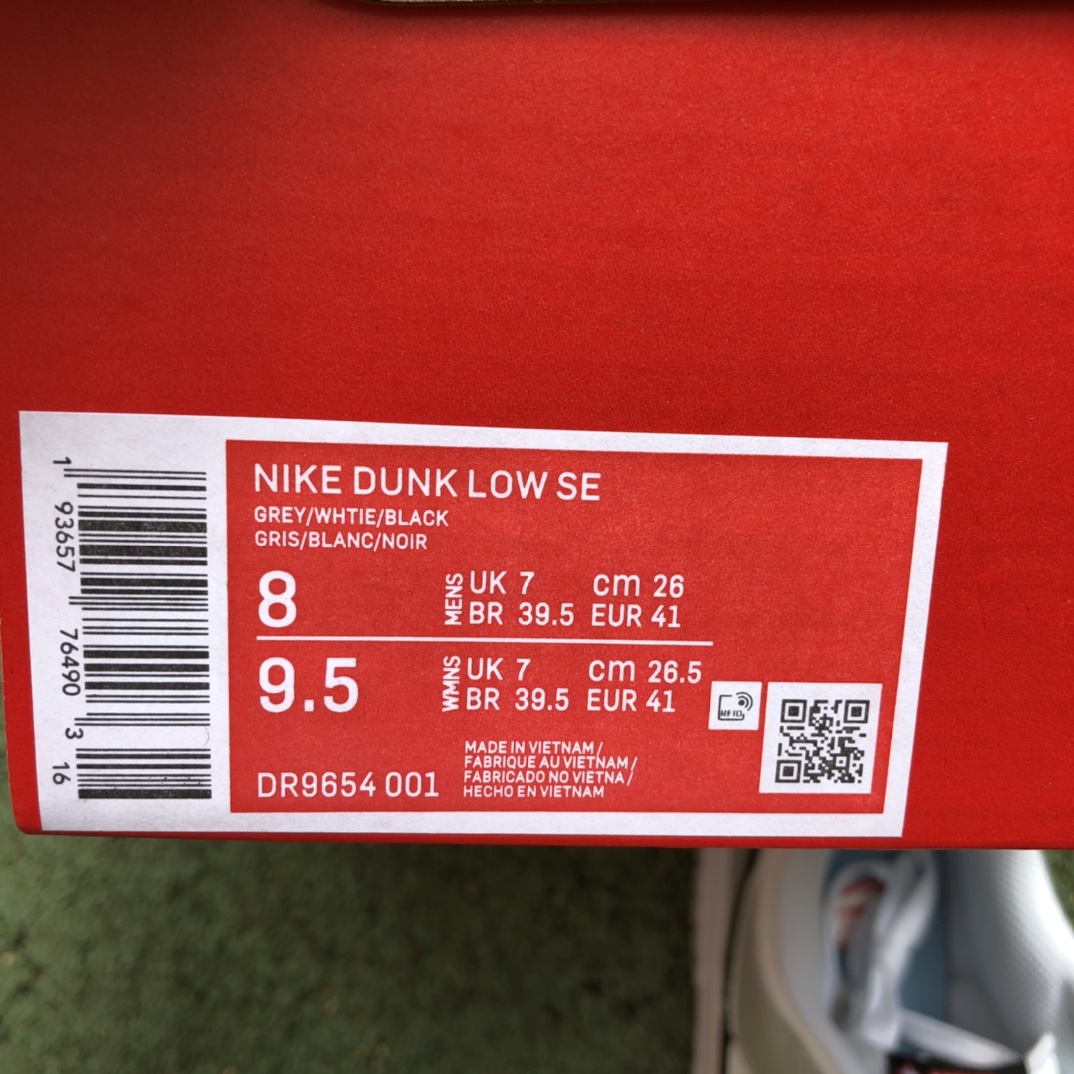 NIKE DUNK LOW SE
GREY/WHTIE/BLACK
GRIS/BLANC/NOIR
8
MENS
UK 7 cm 26
BR 39.5 EUR 41
9.5
WMNS
UK 7 cm 26.5
BR 39.5 EUR 41
RFID
DR9654 001
MADE IN VIETNAM/
FABRIQUE AU VIETNAM/
FABRICADO NO VIETNA/
HECHO EN VIETNAM
1 93657 76490 3 16